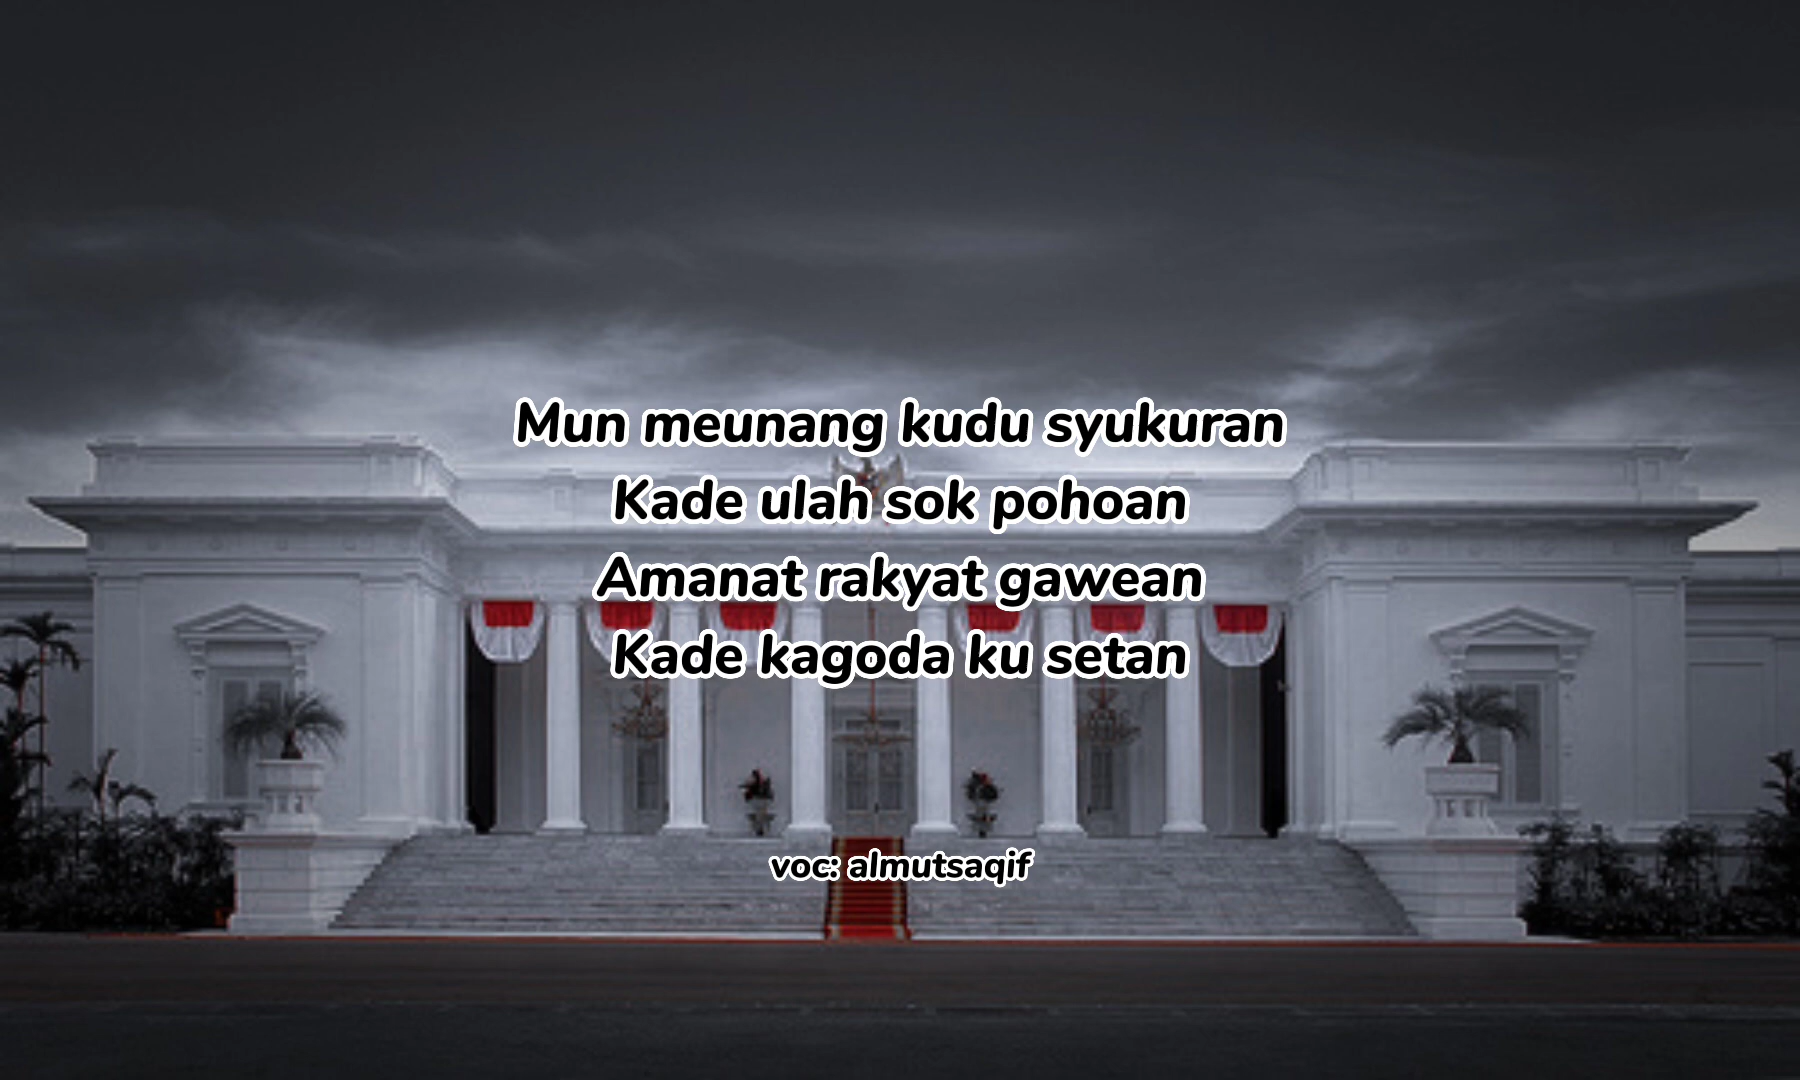 Mun meunang kudu syukuran
Kade ulah sok pohoan
Amanat rakyat gawean
Kade kagoda ku setan
voc: almutsaqif